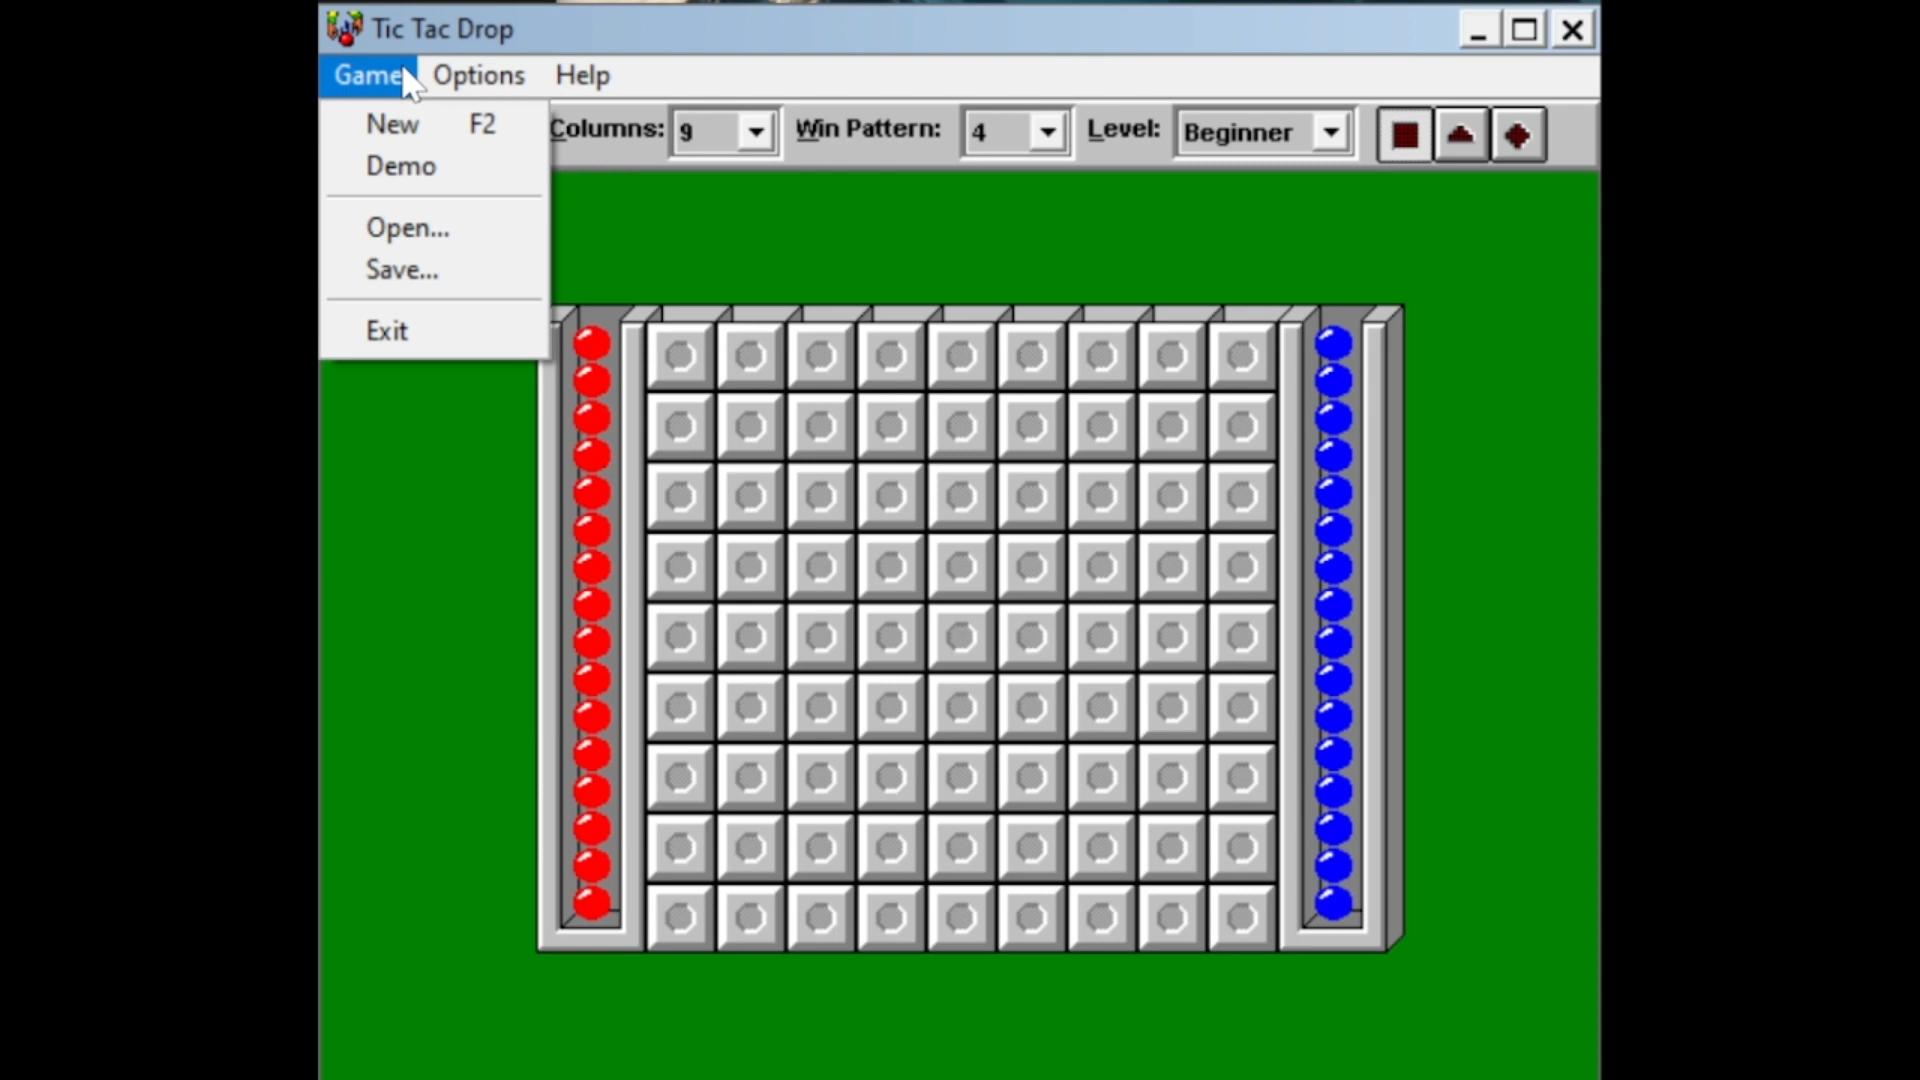 Tic Tac Drop
Game Options Help
New F2
Demo
Open...
Save...
Exit
Columns: 9 Win Pattern: 4 Level: Beginner